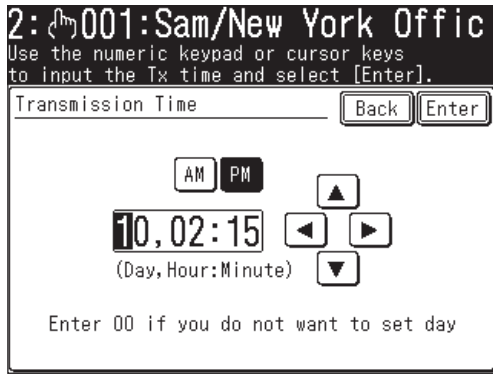 2: 001:Sam/New York Offic
Use the numeric keypad or cursor keys
to input the Tx time and select [Enter].
Transmission Time Back Enter
AM PM
10,02:15
(Day,Hour:Minute)
Enter 00 if you do not want to set day